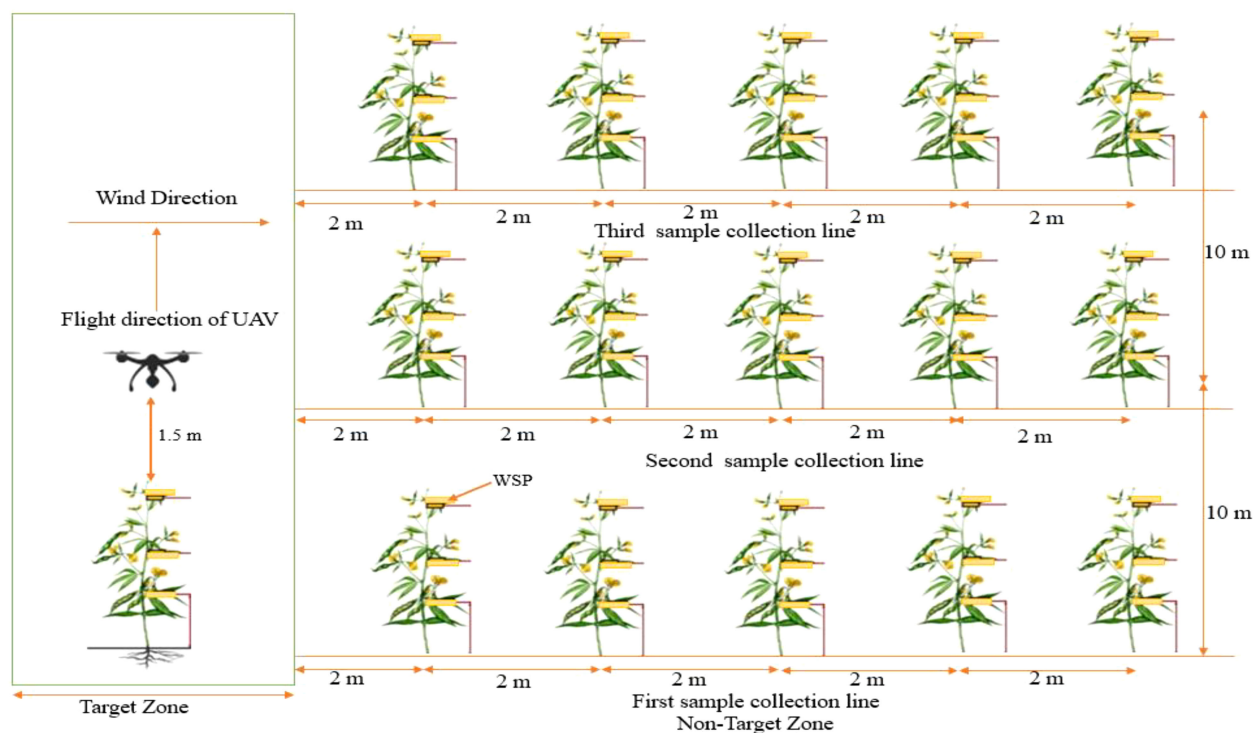 Wind Direction
2 m
2 m
2 m
2 m
2 m
Third sample collection line
10 m
Flight direction of UAV
1.5 m
2 m
2 m
2 m
2 m
2 m
Second sample collection line
WSP
10 m
2 m
2 m
2 m
2 m
2 m
Target Zone
First sample collection line
Non-Target Zone